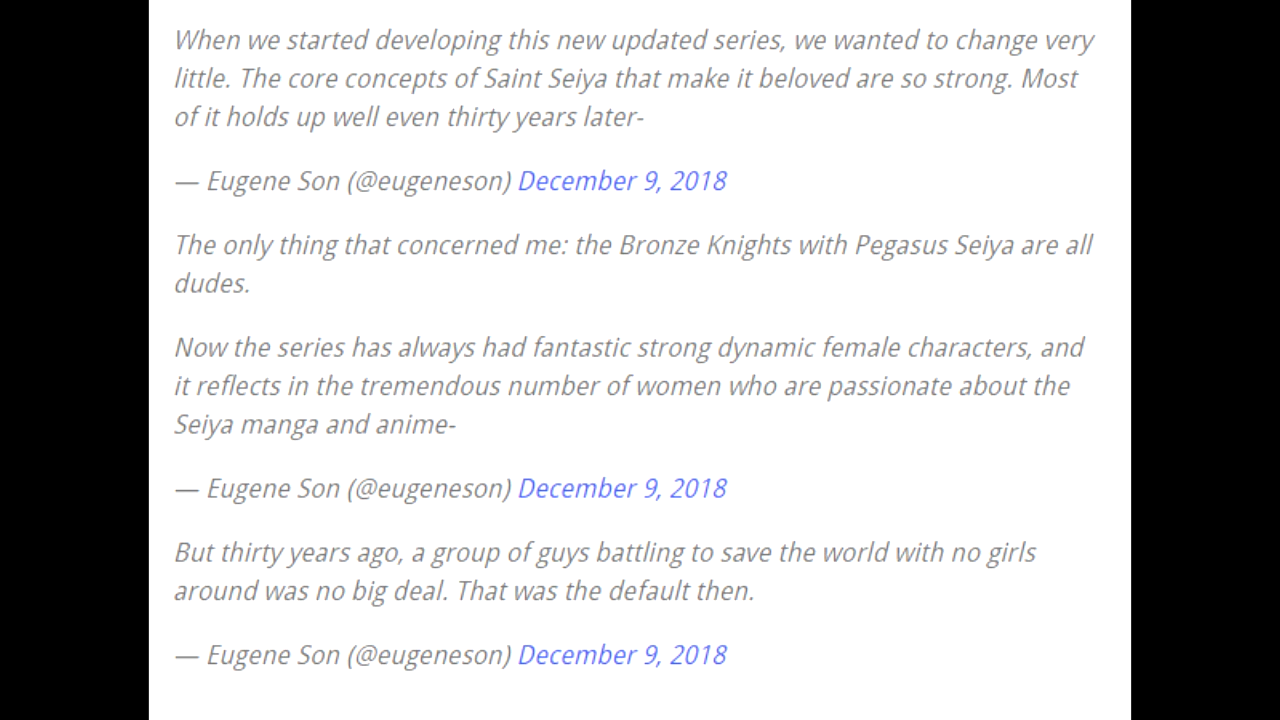 When we started developing this new updated series, we wanted to change very
little. The core concepts of Saint Seiya that make it beloved are so strong. Most
of it holds up well even thirty years later-
— Eugene Son (@eugeneson) December 9, 2018
The only thing that concerned me: the Bronze Knights with Pegasus Seiya are all
dudes.
Now the series has always had fantastic strong dynamic female characters, and
it reflects in the tremendous number of women who are passionate about the
Seiya manga and anime-
— Eugene Son (@eugeneson) December 9, 2018
But thirty years ago, a group of guys battling to save the world with no girls
around was no big deal. That was the default then.
— Eugene Son (@eugeneson) December 9, 2018